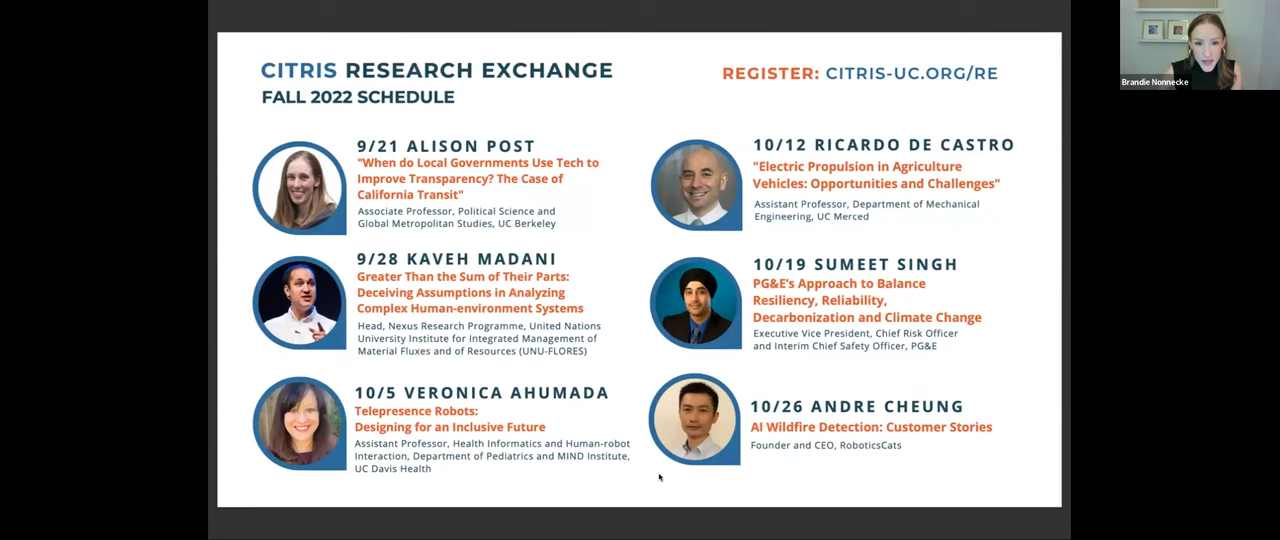 CITRIS RESEARCH EXCHANGE
FALL 2022 SCHEDULE
REGISTER: CITRIS-UC.ORG/RE
9/21 ALISON POST
"When do Local Governments Use Tech to
Improve Transparency? The Case of
California Transit"
Associate Professor, Political Science and
Global Metropolitan Studies, UC Berkeley
9/28 KAVEH MADANI
Greater Than the Sum of Their Parts:
Deceiving Assumptions in Analyzing
Complex Human-environment Systems
Head, Nexus Research Programme, United Nations
University Institute for Integrated Management of
Material Fluxes and of Resources (UNU-FLORES)
10/5 VERONICA AHUMADA
Telepresence Robots:
Designing for an Inclusive Future
Assistant Professor, Health Informatics and Human-robot
Interaction, Department of Pediatrics and MIND Institute,
UC Davis Health
10/12 RICARDO DE CASTRO
"Electric Propulsion in Agriculture
Vehicles: Opportunities and Challenges"
Assistant Professor, Department of Mechanical
Engineering, UC Merced
10/19 SUMEET SINGH
PG&E's Approach to Balance
Resiliency, Reliability,
Decarbonization and Climate Change
Executive Vice President, Chief Risk Officer
and Interim Chief Safety Officer, PG&E
10/26 ANDRE CHEUNG
AI Wildfire Detection: Customer Stories
Founder and CEO, RoboticsCats
Brandie Nonnecke